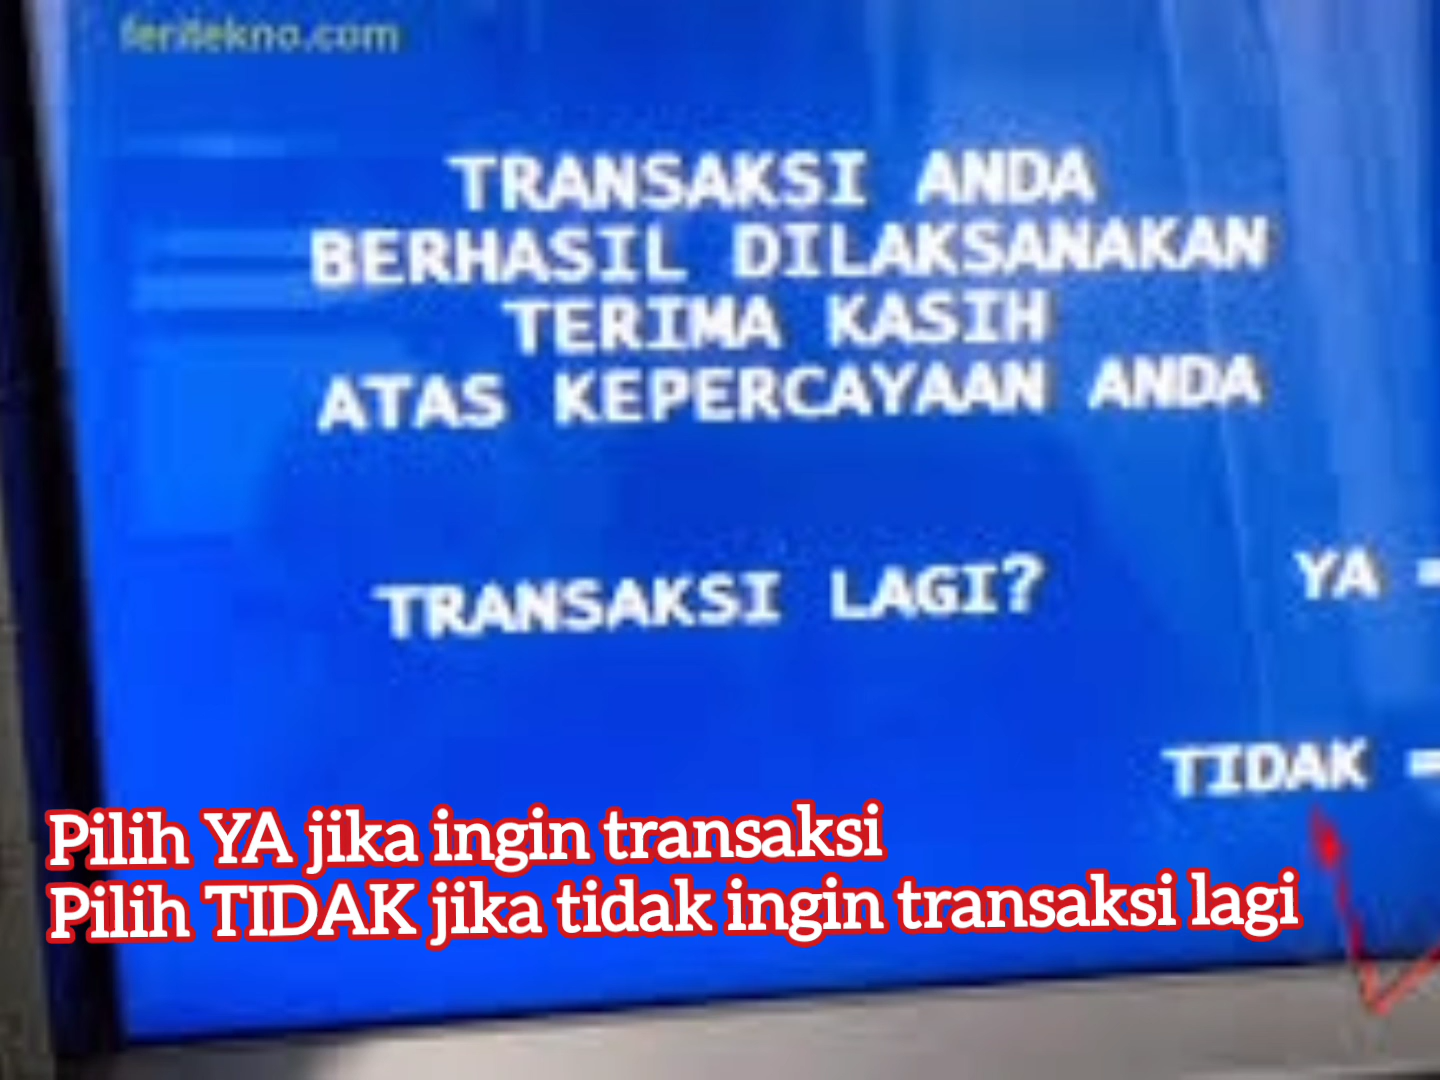 feritekno.com
TRANSAKSI ANDA
BERHASIL DILAKSANAKAN
TERIMA KASIH
ATAS KEPERCAYAAN ANDA
TRANSAKSI LAGI? YA =
TIDAK =
Pilih YA jika ingin transaksi
Pilih TIDAK jika tidak ingin transaksi lagi